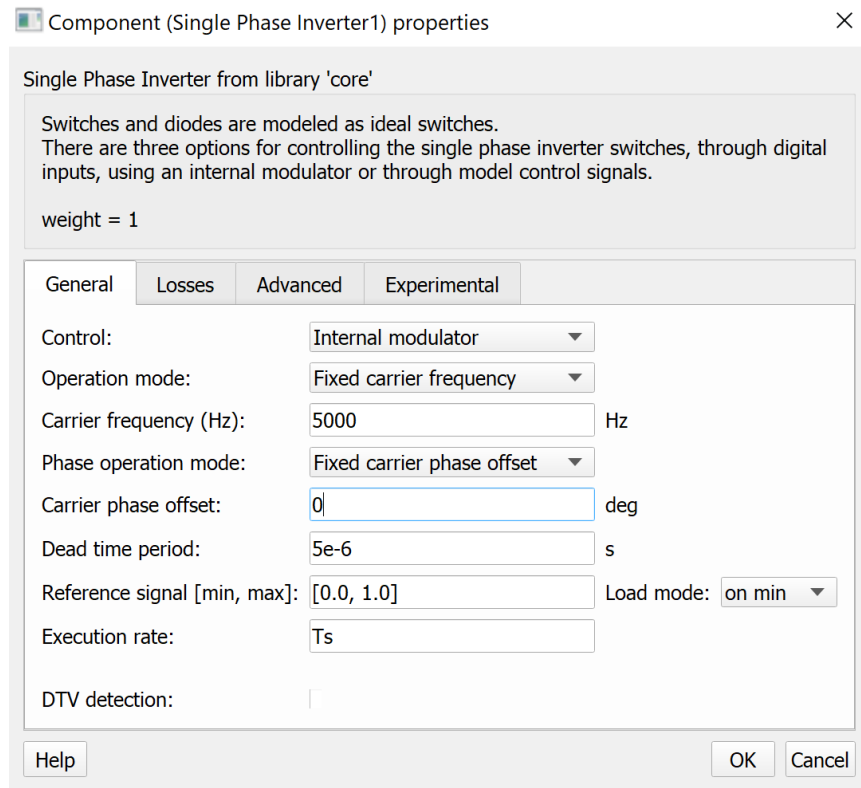 Component (Single Phase Inverter1) properties
Single Phase Inverter from library 'core'
Switches and diodes are modeled as ideal switches.
There are three options for controlling the single phase inverter switches, through digital
inputs, using an internal modulator or through model control signals.
weight = 1
General Losses Advanced Experimental
Control: Internal modulator
Operation mode: Fixed carrier frequency
Carrier frequency (Hz): 5000 Hz
Phase operation mode: Fixed carrier phase offset
Carrier phase offset: 0 deg
Dead time period: 5e-6 s
Reference signal [min, max]: [0.0, 1.0] Load mode: on min
Execution rate: Ts
DTV detection:
Help OK Cancel